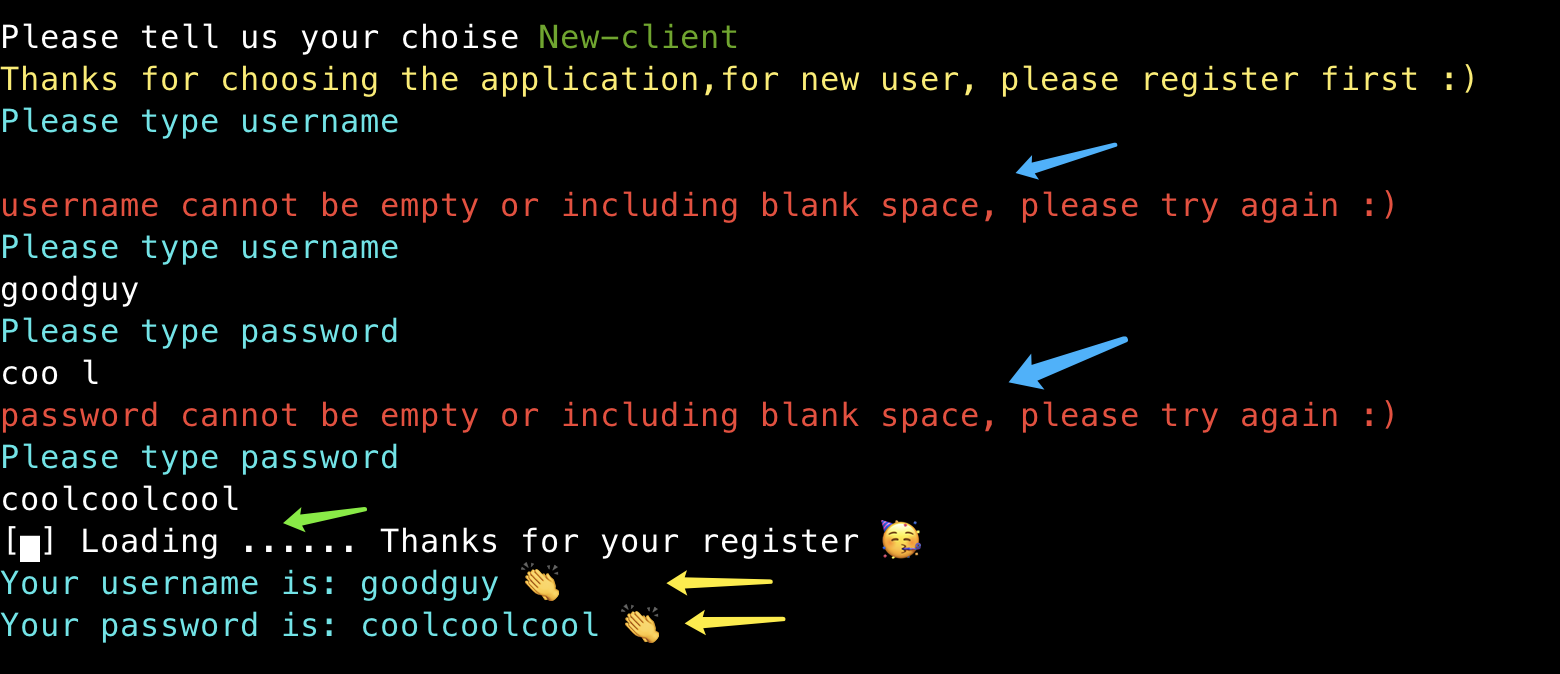 Please tell us your choise New-client
Thanks for choosing the application,for new user, please register first :)
Please type username
username cannot be empty or including blank space, please try again :)
Please type username
goodguy
Please type password
coo l
password cannot be empty or including blank space, please try again :)
Please type password
coolcoolcool
[▄] Loading ...... Thanks for your register 🥳
Your username is: goodguy 👏
Your password is: coolcoolcool 👏